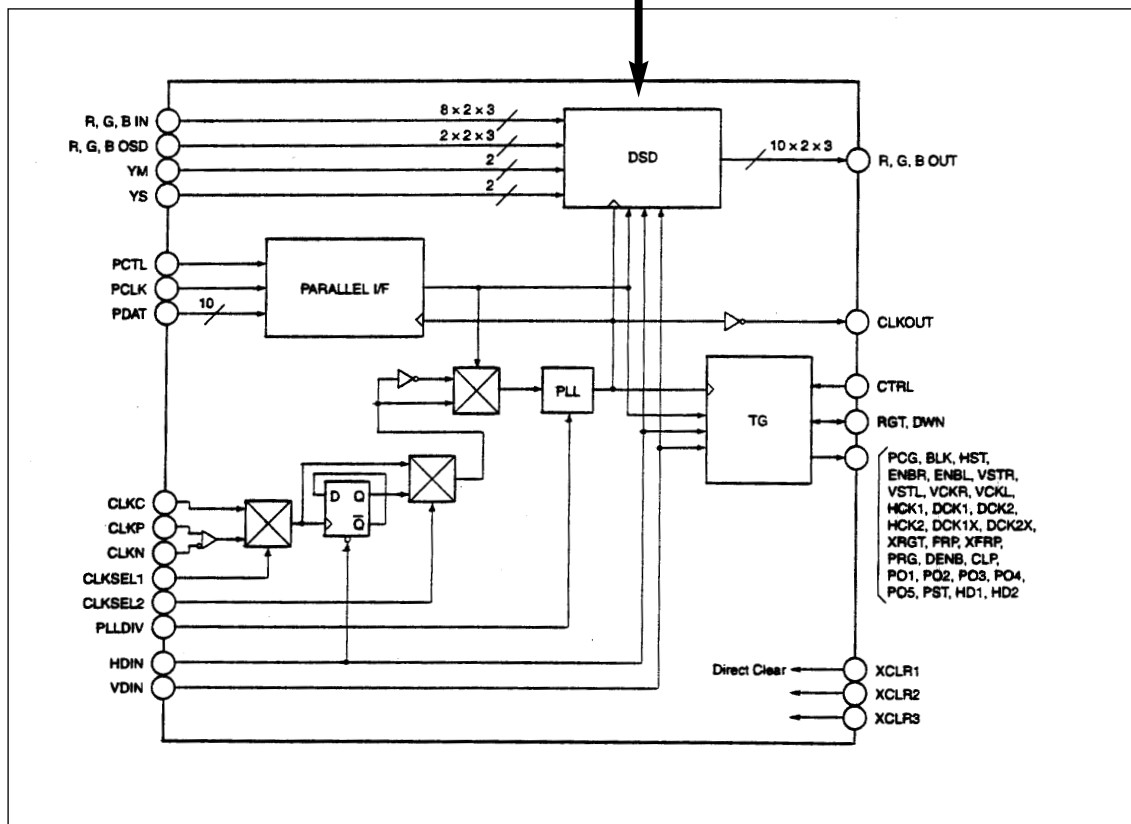 R, G, B IN
8 × 2 × 3
R, G, B OSD
2 × 2 × 3
YM
2
YS
2
DSD
10 × 2 × 3
R, G, B OUT
PCTL
PCLK
PDAT
10
PARALLEL I/F
CLKOUT
PLL
TG
CTRL
RGT, DWN
PCG, BLK, HST,
ENBR, ENBL, VSTR,
VSTL, VCKR, VCKL,
HCK1, DCK1, DCK2,
HCK2, DCK1X, DCK2X,
XRGT, FRP, XFRP,
PRG, DENB, CLP,
PO1, PO2, PO3, PO4,
PO5, PST, HD1, HD2
CLKC
CLKP
CLKN
D Q
Q̅
CLKSEL1
CLKSEL2
PLLDIV
HDIN
VDIN
Direct Clear
XCLR1
XCLR2
XCLR3